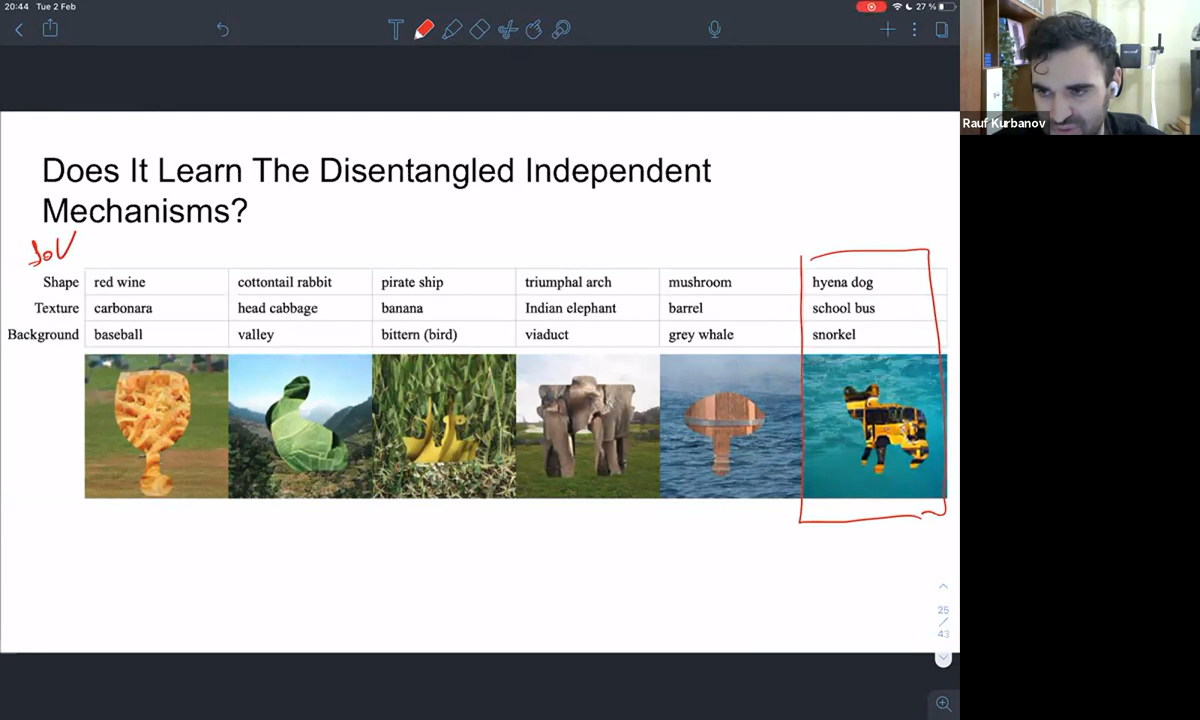 20:44 Tue 2 Feb
27 %
T
Rauf Kurbanov
Does It Learn The Disentangled Independent
Mechanisms?
Shape red wine cottontail rabbit pirate ship triumphal arch mushroom hyena dog
Texture carbonara head cabbage banana Indian elephant barrel school bus
Background baseball valley bittern (bird) viaduct grey whale snorkel
25
/
43